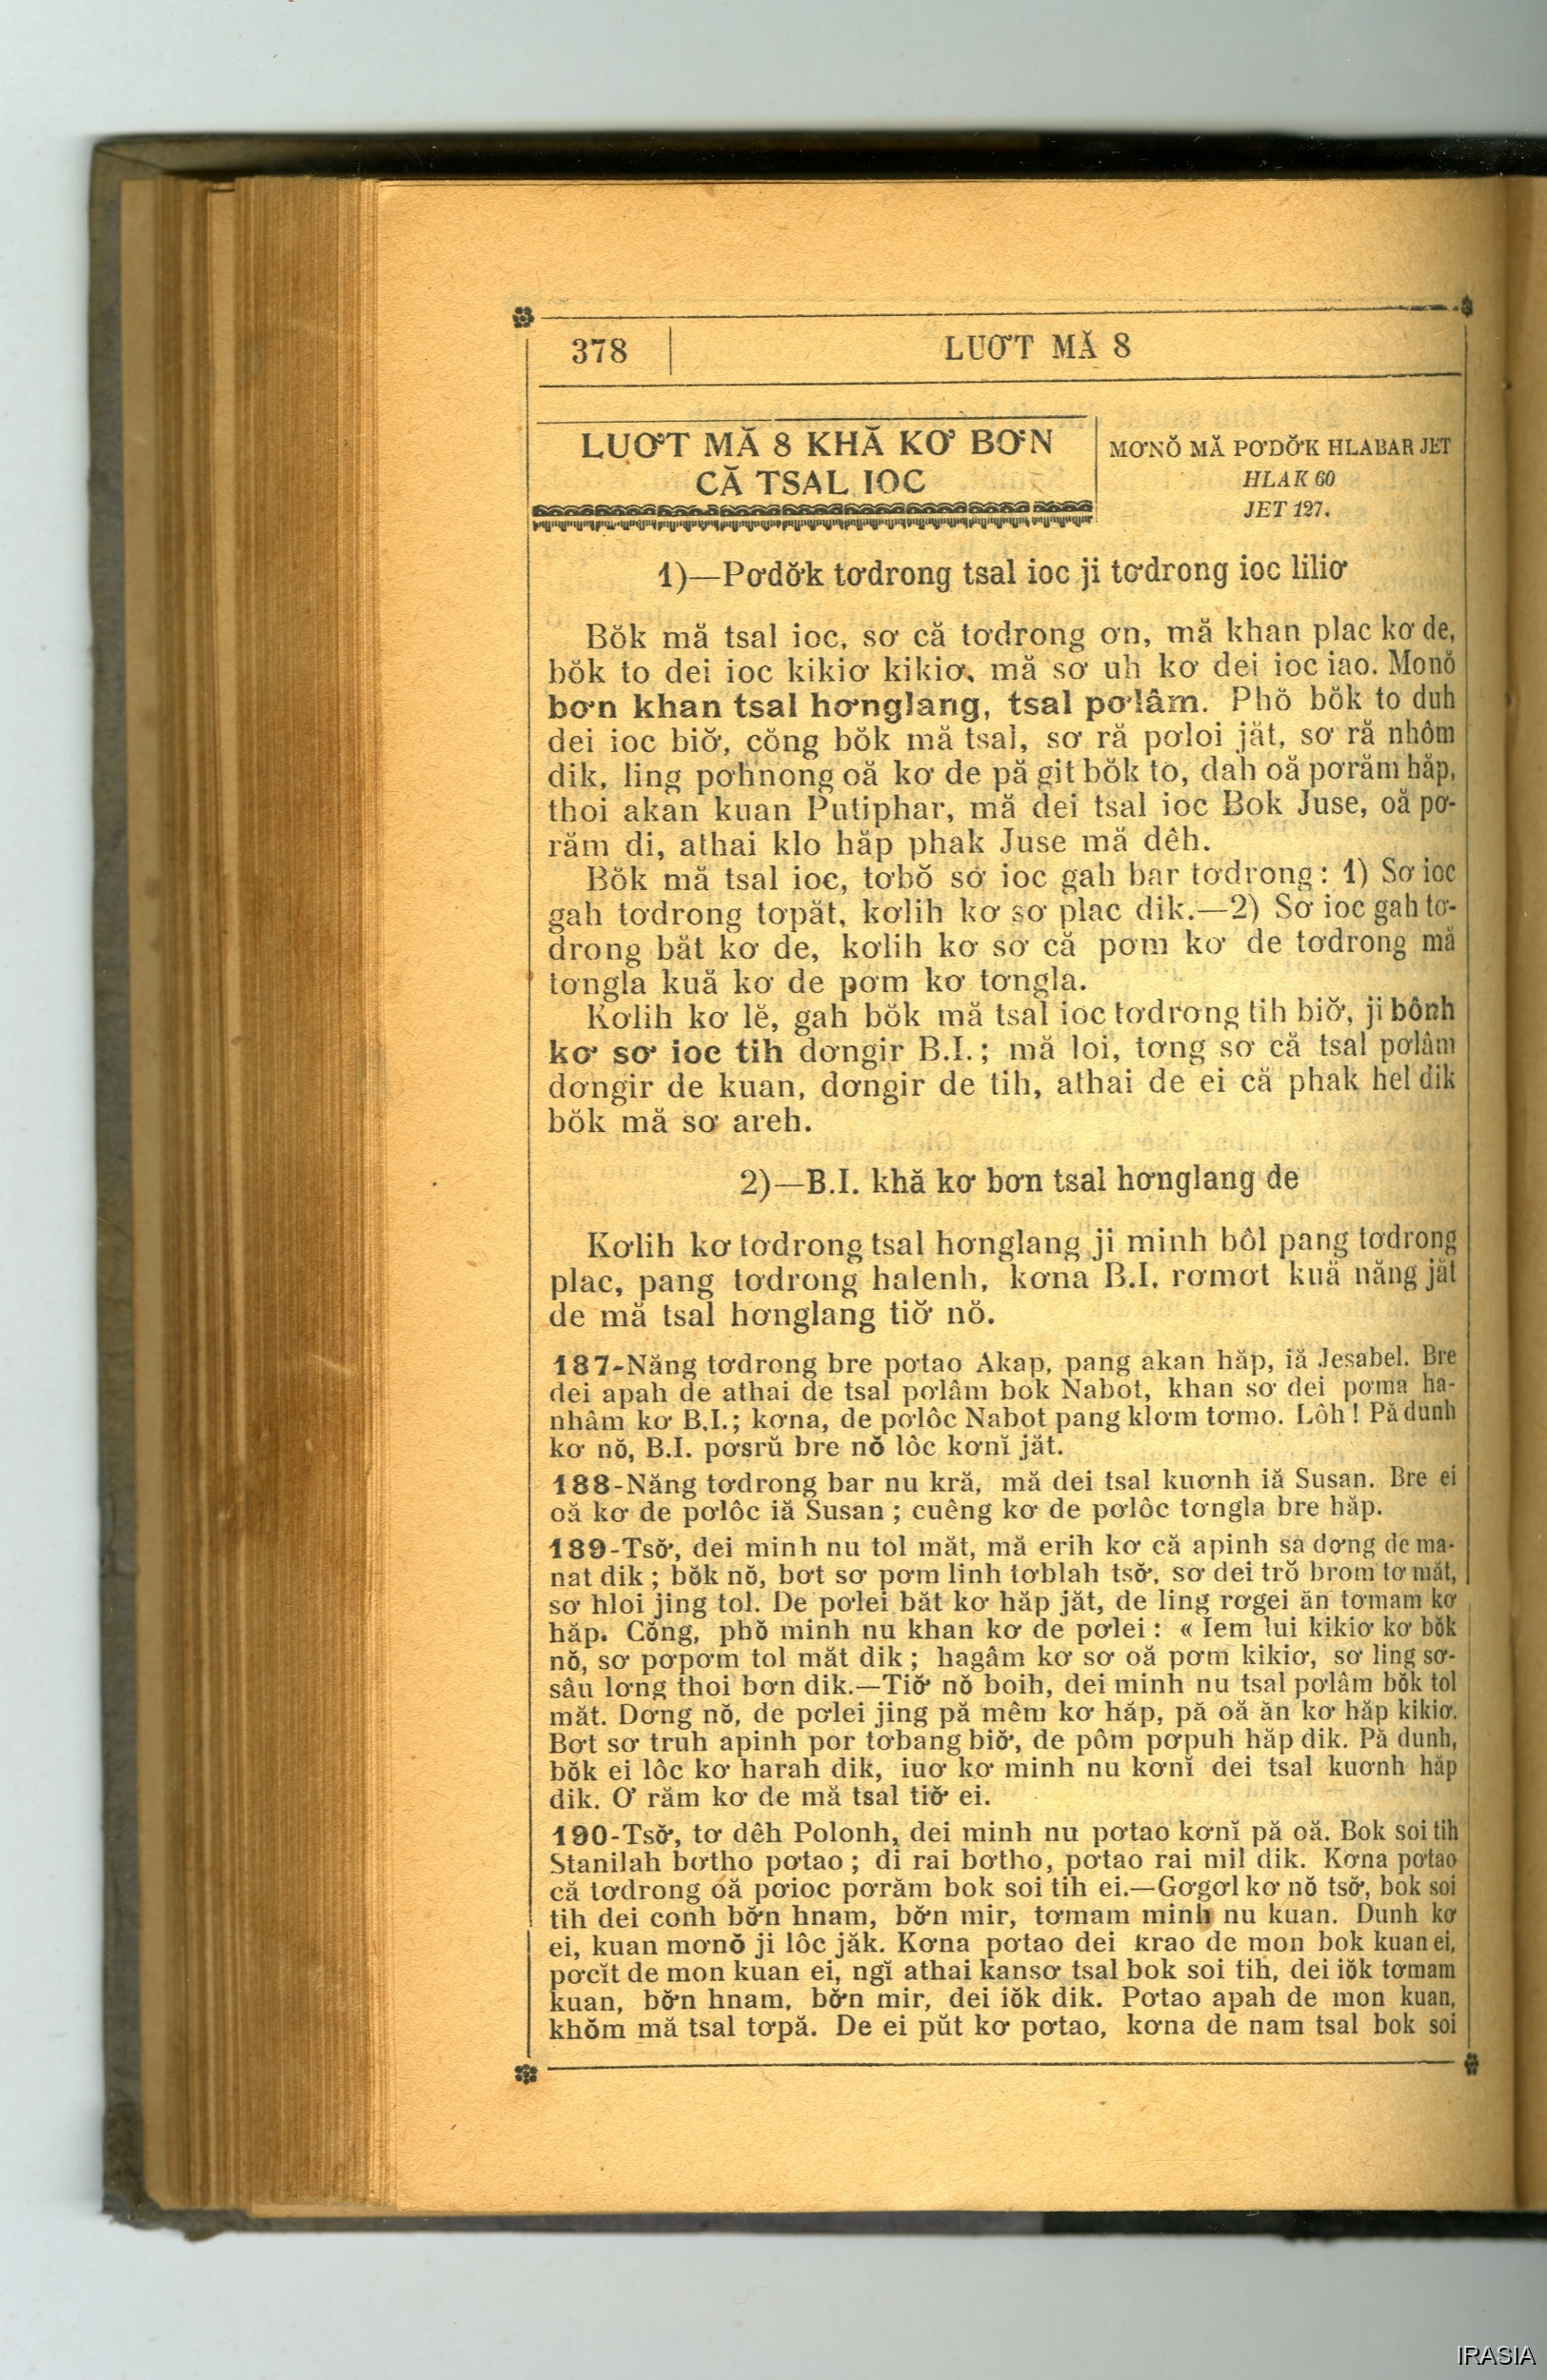 378
LUƠT MĂ 8
LUƠT MĂ 8 KHĂ KƠ BƠN
CĂ TSAL IOC
MƠNŎ MĂ PƠDƠ̆K HLABAR JET
HLAK 60
JET 127.
1)—Pơdơ̆k tơdrong tsal ioc ji tơdrong ioc liliơ
Bŏk mă tsal ioc, sơ că tơdrong ơn, mă khan plac kơ de,
bŏk to dei ioc kikiơ kikiơ, mă sơ uh kơ dei ioc iao. Monŏ
bơn khan tsal hơnglang, tsal pơlâm. Phŏ bŏk to duh
dei ioc biơ̆, cŏng bŏk mă tsal, sơ ră pơloi jăt, sơ ră nhôm
dik, ling pơhnong oă kơ de pă git bŏk to, dah oă pơrăm hăp,
thoi akan kuan Putiphar, mă dei tsal ioc Bok Juse, oă pơ-
răm di, athai klo hăp phak Juse mă dêh.
Bŏk mă tsal ioc, tơbŏ sơ ioc gah bar tơdrong: 1) Sơ ioc
gah tơdrong tơpăt, kơlih kơ sơ plac dik.—2) Sơ ioc gah tơ-
drong băt kơ de, kơlih kơ sơ că pơm kơ de tơdrong mă
tơngla kuă kơ de pơm kơ tơngla.
Kơlih kơ lĕ, gah bŏk mă tsal ioc tơdrơng tih biơ̆, ji bônh
kơ sơ ioc tih dơngir B.I.; mă loi, tơng sơ că tsal pơlâm
dơngir de kuan, dơngir de tih, athai de ei că phak hel dik
bŏk mă sơ areh.
2)—B.I. khă kơ bơn tsal hơnglang de
Kơlih kơ tơdrong tsal hơnglang ji minh bôl pang tơdrong
plac, pang tơdrong halenh, kơna B.I. rơmơt kuă năng jăt
de mă tsal hơnglang tiơ̆ nŏ.
187-Năng tơdrong bre pơtao Akap, pang akan hăp, iă Jesabel. Bre
dei apah de athai de tsal pơlâm bok Nabot, khan sơ dei pơma ha-
nhâm kơ B.I.; kơna, de pơlôc Nabot pang klơm tơmo. Lôh! Pă dunh
kơ nŏ, B.I. pơsrŭ bre nŏ lôc kơnĭ jăt.
188-Năng tơdrong bar nu kră, mă dei tsal kuơnh iă Susan. Bre ei
oă kơ de pơlôc iă Susan; cuêng kơ de pơlôc tơngla bre hăp.
189-Tsơ̆, dei minh nu tol măt, mă erih kơ că apinh sa dơng de ma-
nat dik; bŏk nŏ, bơt sơ pơm linh tơblah tsơ̆, sơ dei trŏ brom tơ măt,
sơ hloi jing tol. De pơlei băt kơ hăp jăt, de ling rơgei ăn tơmam kơ
hăp. Cŏng, phŏ minh nu khan kơ de pơlei: « Iem lui kikiơ kơ bŏk
nŏ, sơ pơpơm tol măt dik; hagâm kơ sơ oă pơm kikiơ, sơ ling sơ-
sâu lơng thoi bơn dik.—Tiơ̆ nŏ boih, dei minh nu tsal pơlâm bŏk tol
măt. Dơng nŏ, de pơlei jing pă mêm kơ hăp, pă oă ăn kơ hăp kikiơ.
Bơt sơ truh apinh por tơbang biơ̆, de pôm pơpuh hăp dik. Pă dunh,
bŏk ei lôc kơ harah dik, iuơ kơ minh nu kơnĭ dei tsal kuơnh hăp
dik. Ơ răm kơ de mă tsal tiơ̆ ei.
190-Tsơ̆, tơ dêh Polonh, dei minh nu pơtao kơnĭ pă oă. Bok soi tih
Stanilah bơtho pơtao; di rai bơtho, pơtao rai mil dik. Kơna pơtao
că tơdrong oă pơioc pơrăm bok soi tih ei.—Gơgơl kơ nŏ tsơ̆, bok soi
tih dei conh bơ̆n hnam, bơ̆n mir, tơmam minh nu kuan. Dunh kơ
ei, kuan mơnŏ ji lôc jăk. Kơna pơtao dei krao de mon bok kuan ei,
pơcĭt de mon kuan ei, ngĭ athai kansơ tsal bok soi tih, dei iŏk tơmam
kuan, bơ̆n hnam, bơ̆n mir, dei iŏk dik. Pơtao apah de mon kuan,
khŏm mă tsal tơpă. De ei pŭt kơ pơtao, kơna de nam tsal bok soi
IRASIA